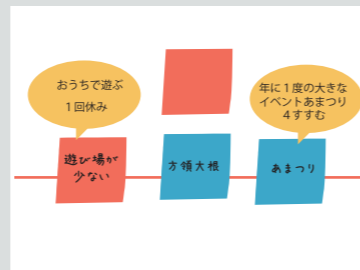 おうちで遊ぶ
１回休み
年に１度の大きな
イベントあまつり
４すすむ
遊び場が
少ない
方領大根
あまつり